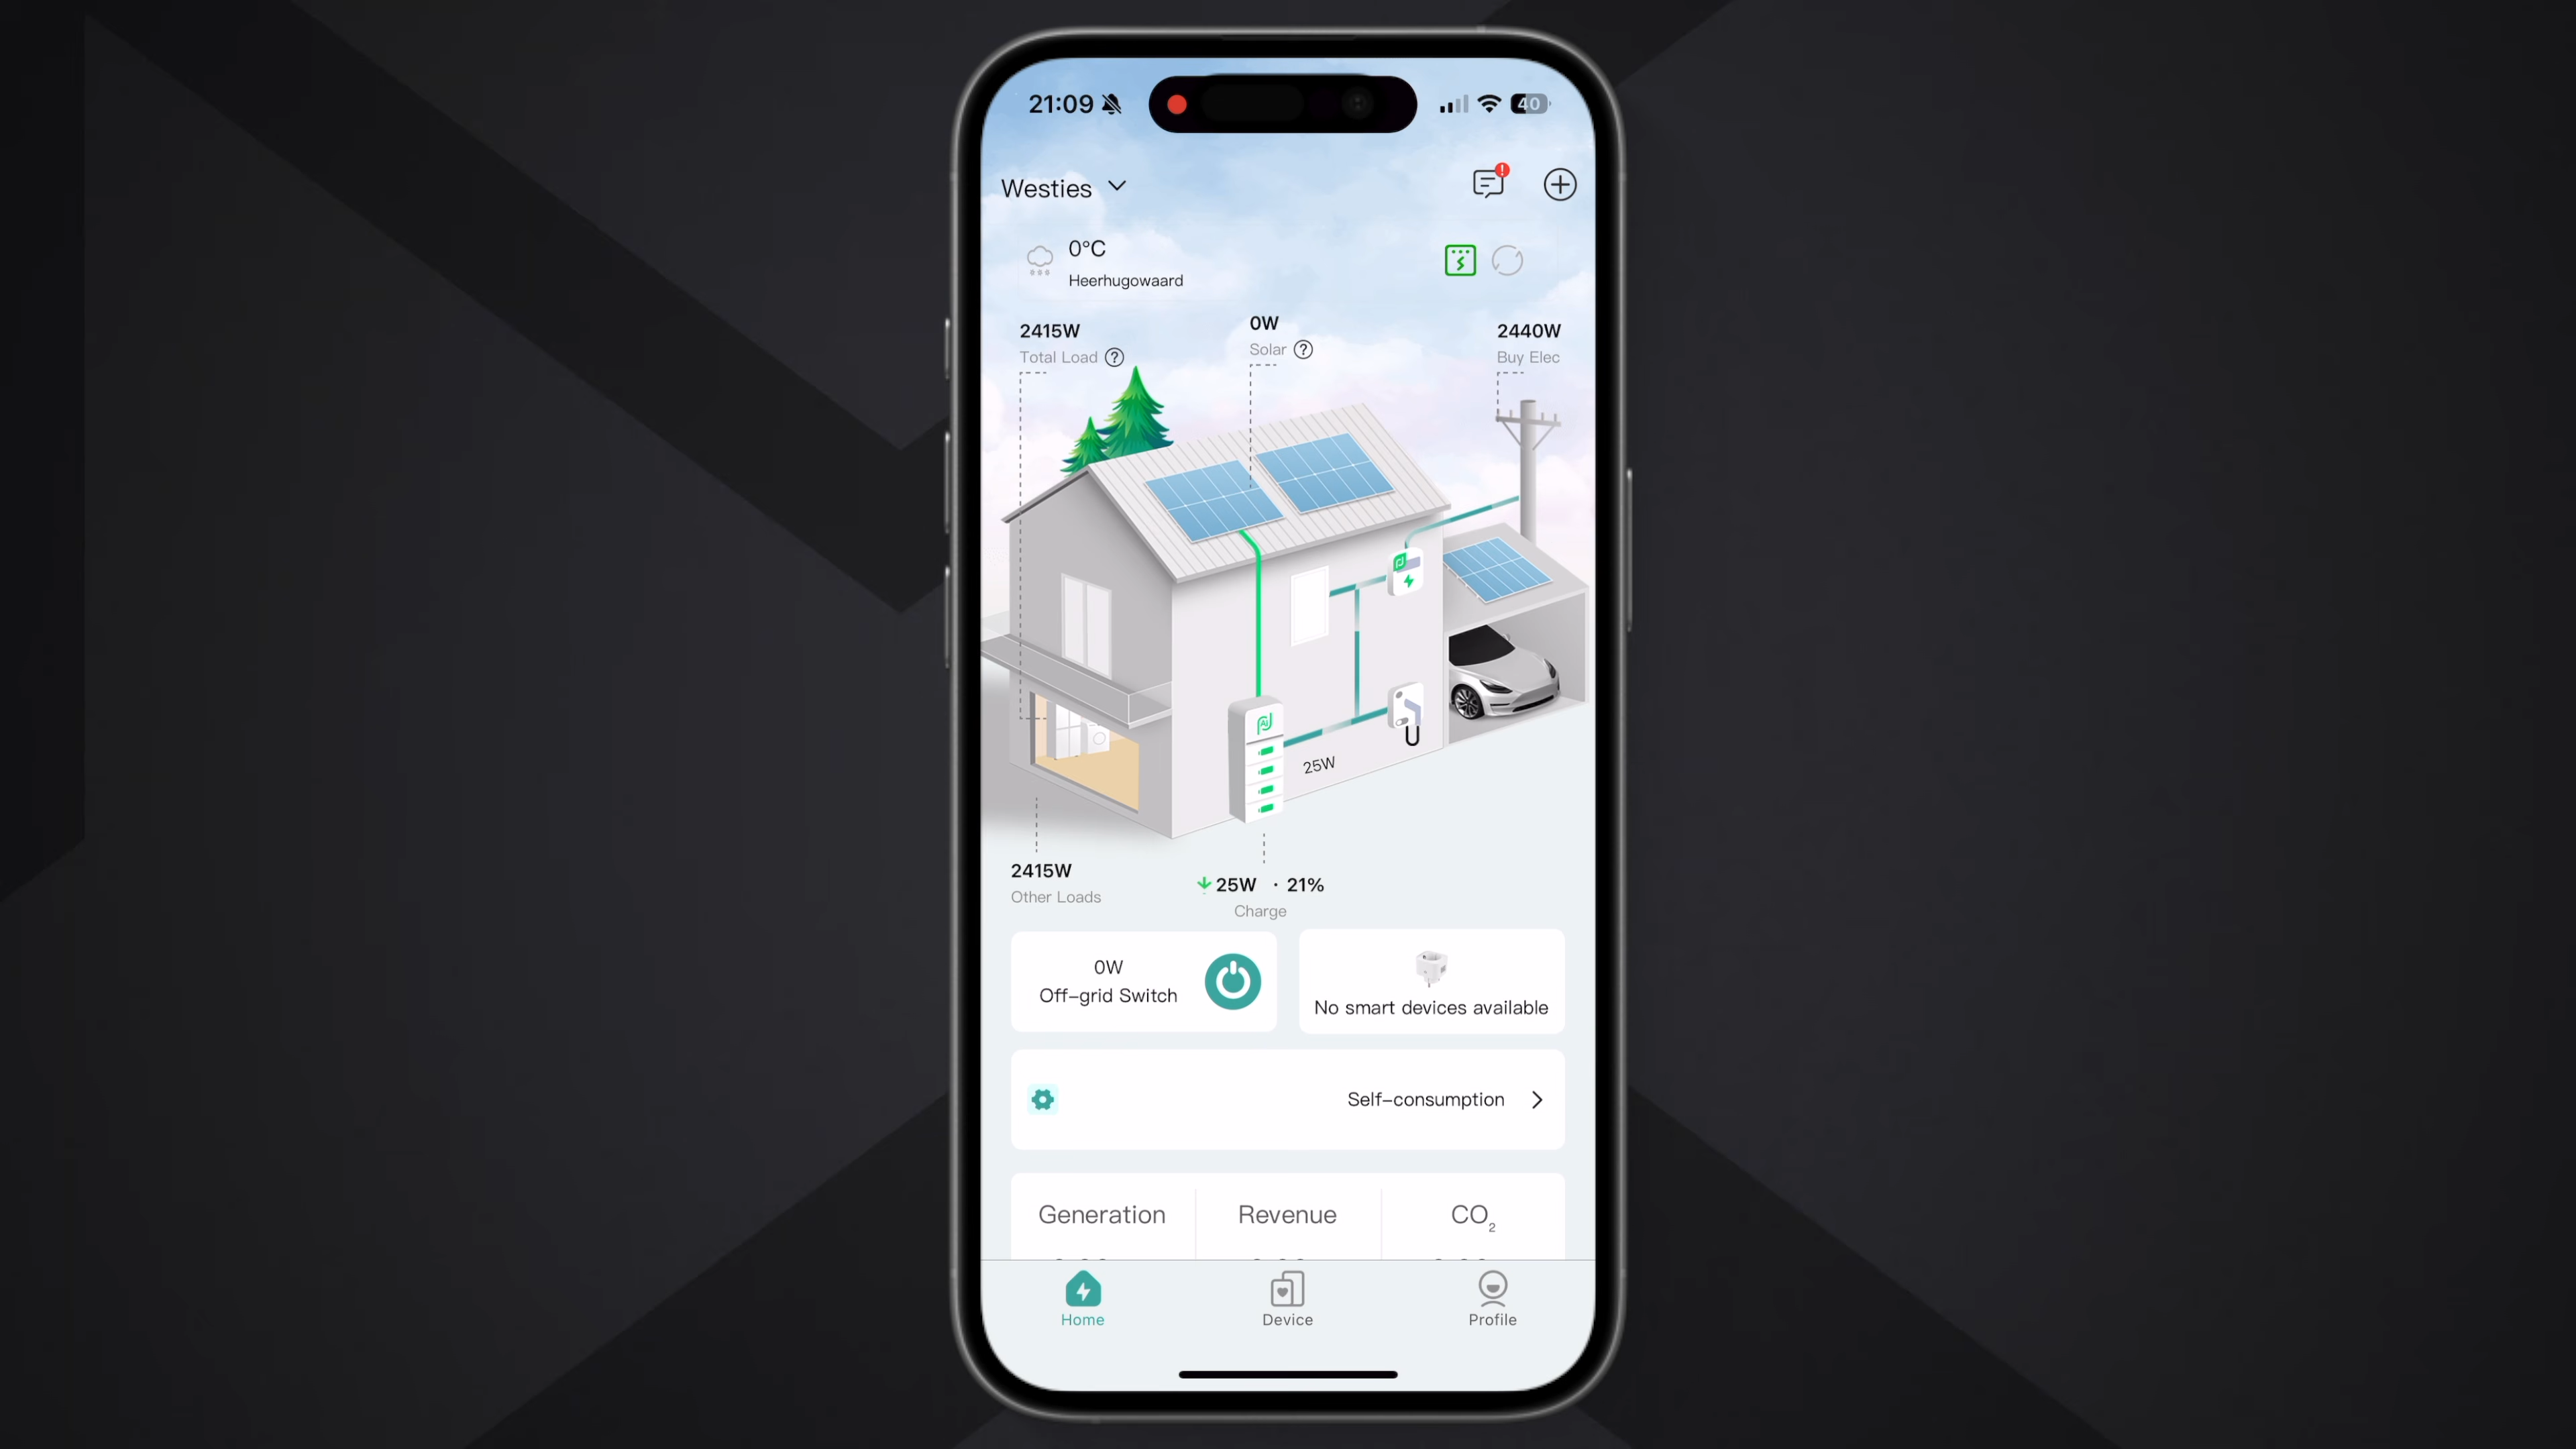 21:09
40
Westies
0°C
Heerhugowaard
2415W
Total Load ?
0W
Solar ?
2440W
Buy Elec
25W
2415W
Other Loads
25W · 21%
Charge
0W
Off-grid Switch
No smart devices available
Self-consumption
Generation
Revenue
CO2
Home
Device
Profile